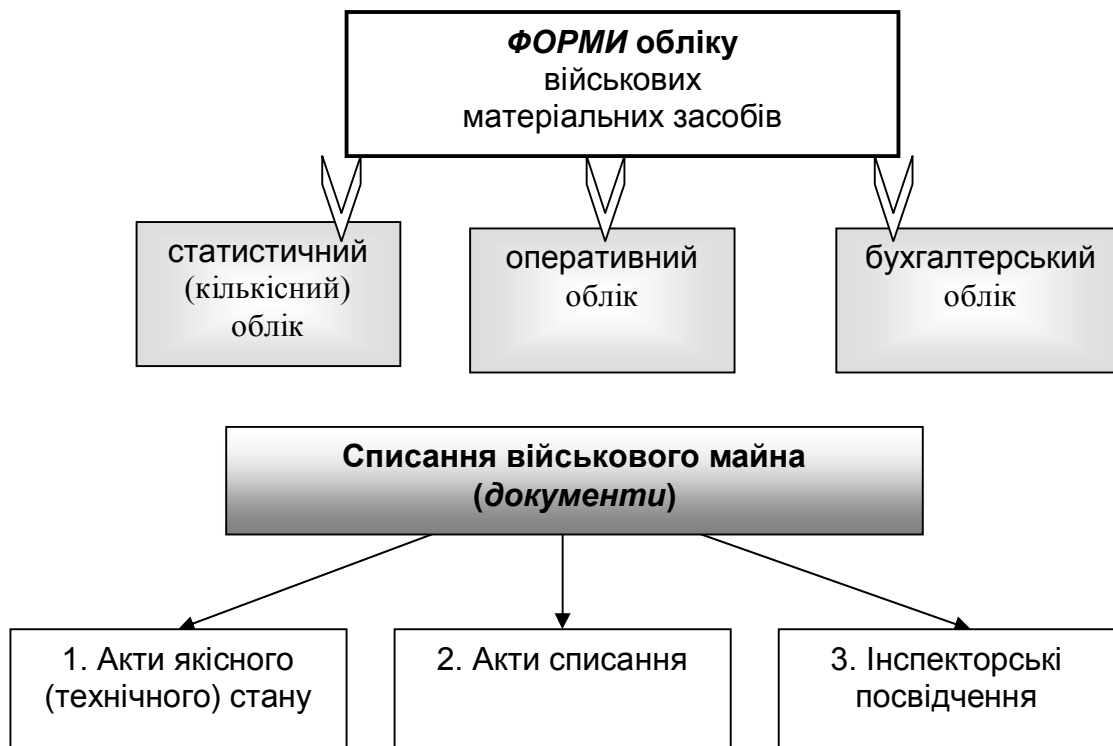 ФОРМИ обліку
військових
матеріальних засобів
статистичний
(кількісний)
облік
оперативний
облік
бухгалтерський
облік
Списання військового майна
(документи)
1. Акти якісного
(технічного) стану
2. Акти списання
3. Інспекторські
посвідчення